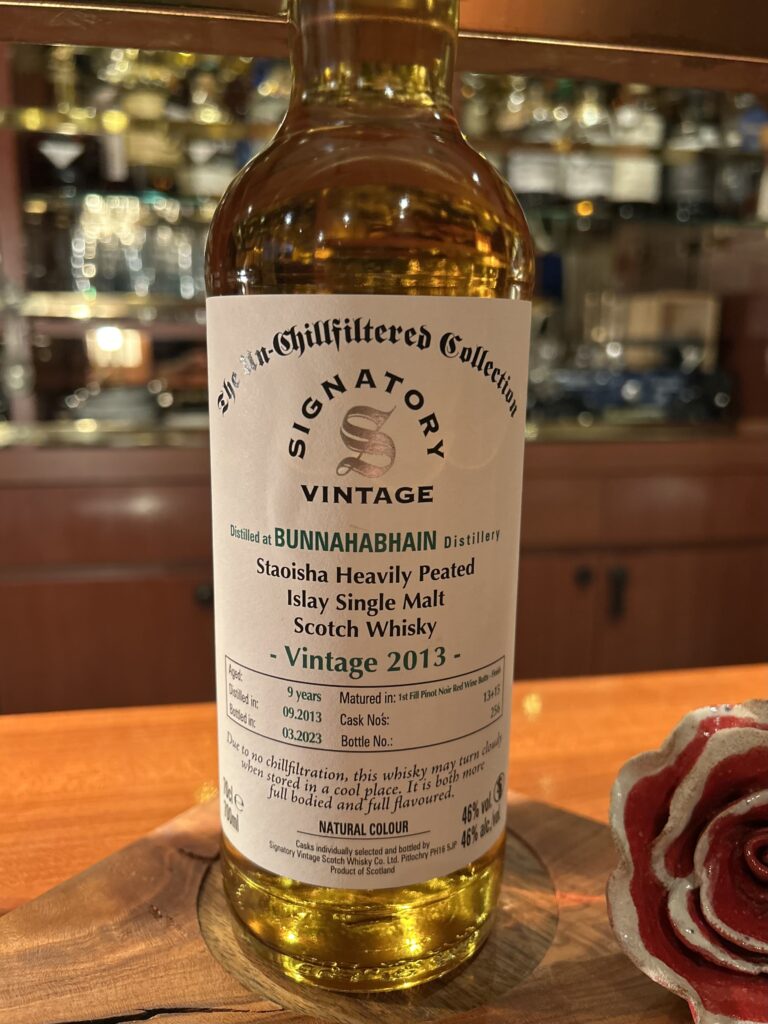 The Un-Chillfiltered Collection
SIGNATORY
S
VINTAGE
Distilled at BUNNAHABHAIN Distillery
Staoisha Heavily Peated
Islay Single Malt
Scotch Whisky
- Vintage 2013 -
Aged: 9 years
Distilled in: 09.2013
Bottled in: 03.2023
Matured in: 1st Fill Pinot Noir Red Wine Butts - Finish
Cask No's: 13+15
Bottle No.: 256
Due to no chillfiltration, this whisky may turn cloudy
when stored in a cool place. It is both more
full bodied and full flavoured.
70cl e
700ml
NATURAL COLOUR
46% vol
46% alc./vol.
Casks individually selected and bottled by
Signatory Vintage Scotch Whisky Co. Ltd. Pitlochry PH16 5JP
Product of Scotland